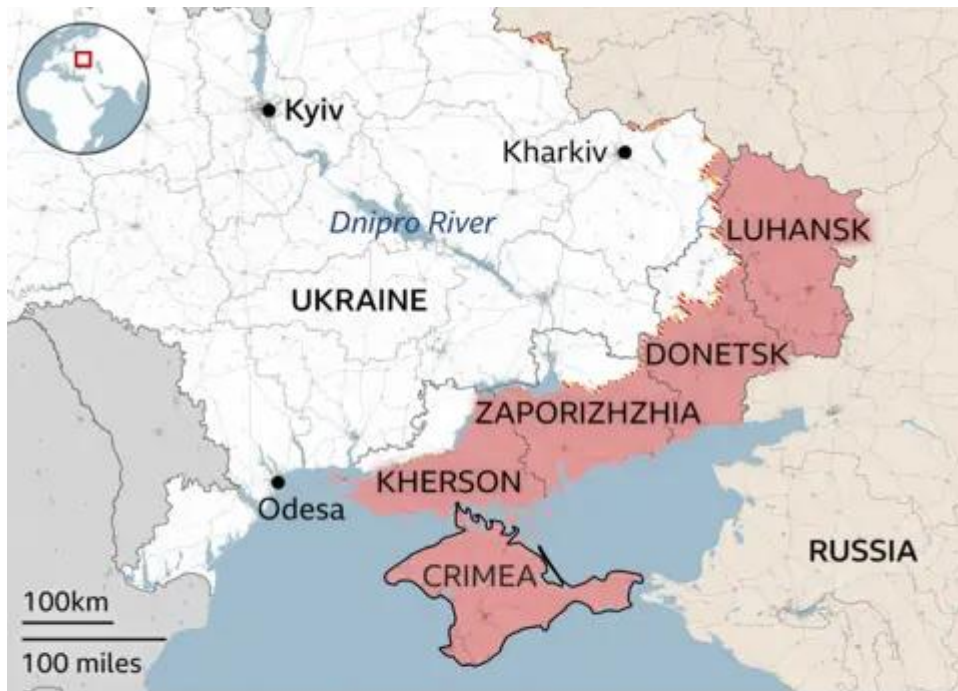 Kyiv
Kharkiv
Dnipro River
LUHANSK
UKRAINE
DONETSK
ZAPORIZHZHIA
KHERSON
Odesa
RUSSIA
CRIMEA
100km
100 miles